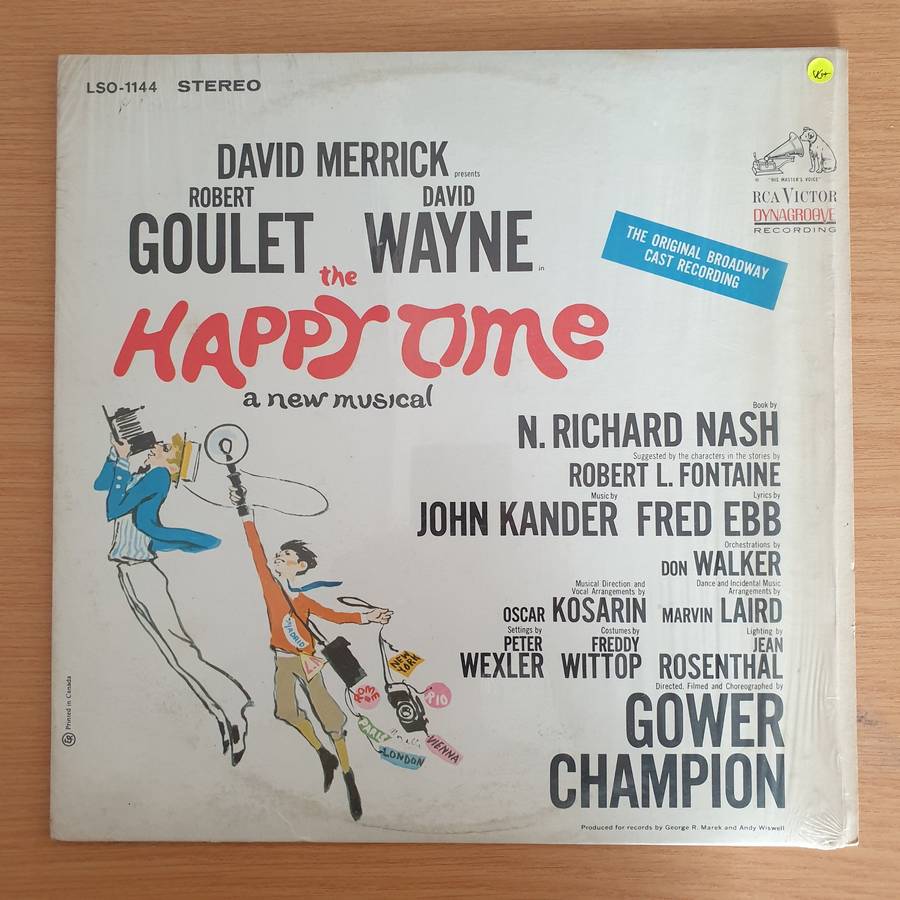 LSO-1144 STEREO
VG+
DAVID MERRICK presents
ROBERT DAVID
GOULET WAYNE in
the
HAPPY TIME
a new musical
"HIS MASTER'S VOICE"
RCA VICTOR
DYNAGROOVE
RECORDING
THE ORIGINAL BROADWAY
CAST RECORDING
Book by
N. RICHARD NASH
Suggested by the characters in the stories by
ROBERT L. FONTAINE
Music by Lyrics by
JOHN KANDER FRED EBB
Orchestrations by
DON WALKER
Musical Direction and Dance and Incidental Music
Vocal Arrangements by Arrangements by
OSCAR KOSARIN MARVIN LAIRD
Settings by Costumes by Lighting by
PETER FREDDY JEAN
WEXLER WITTOP ROSENTHAL
Directed, Filmed and Choreographed by
GOWER
CHAMPION
Produced for records by George R. Marek and Andy Wiswell
MADRID
NEW
YORK
ROME
RIO
PARIS
LONDON
VIENNA
Printed in Canada